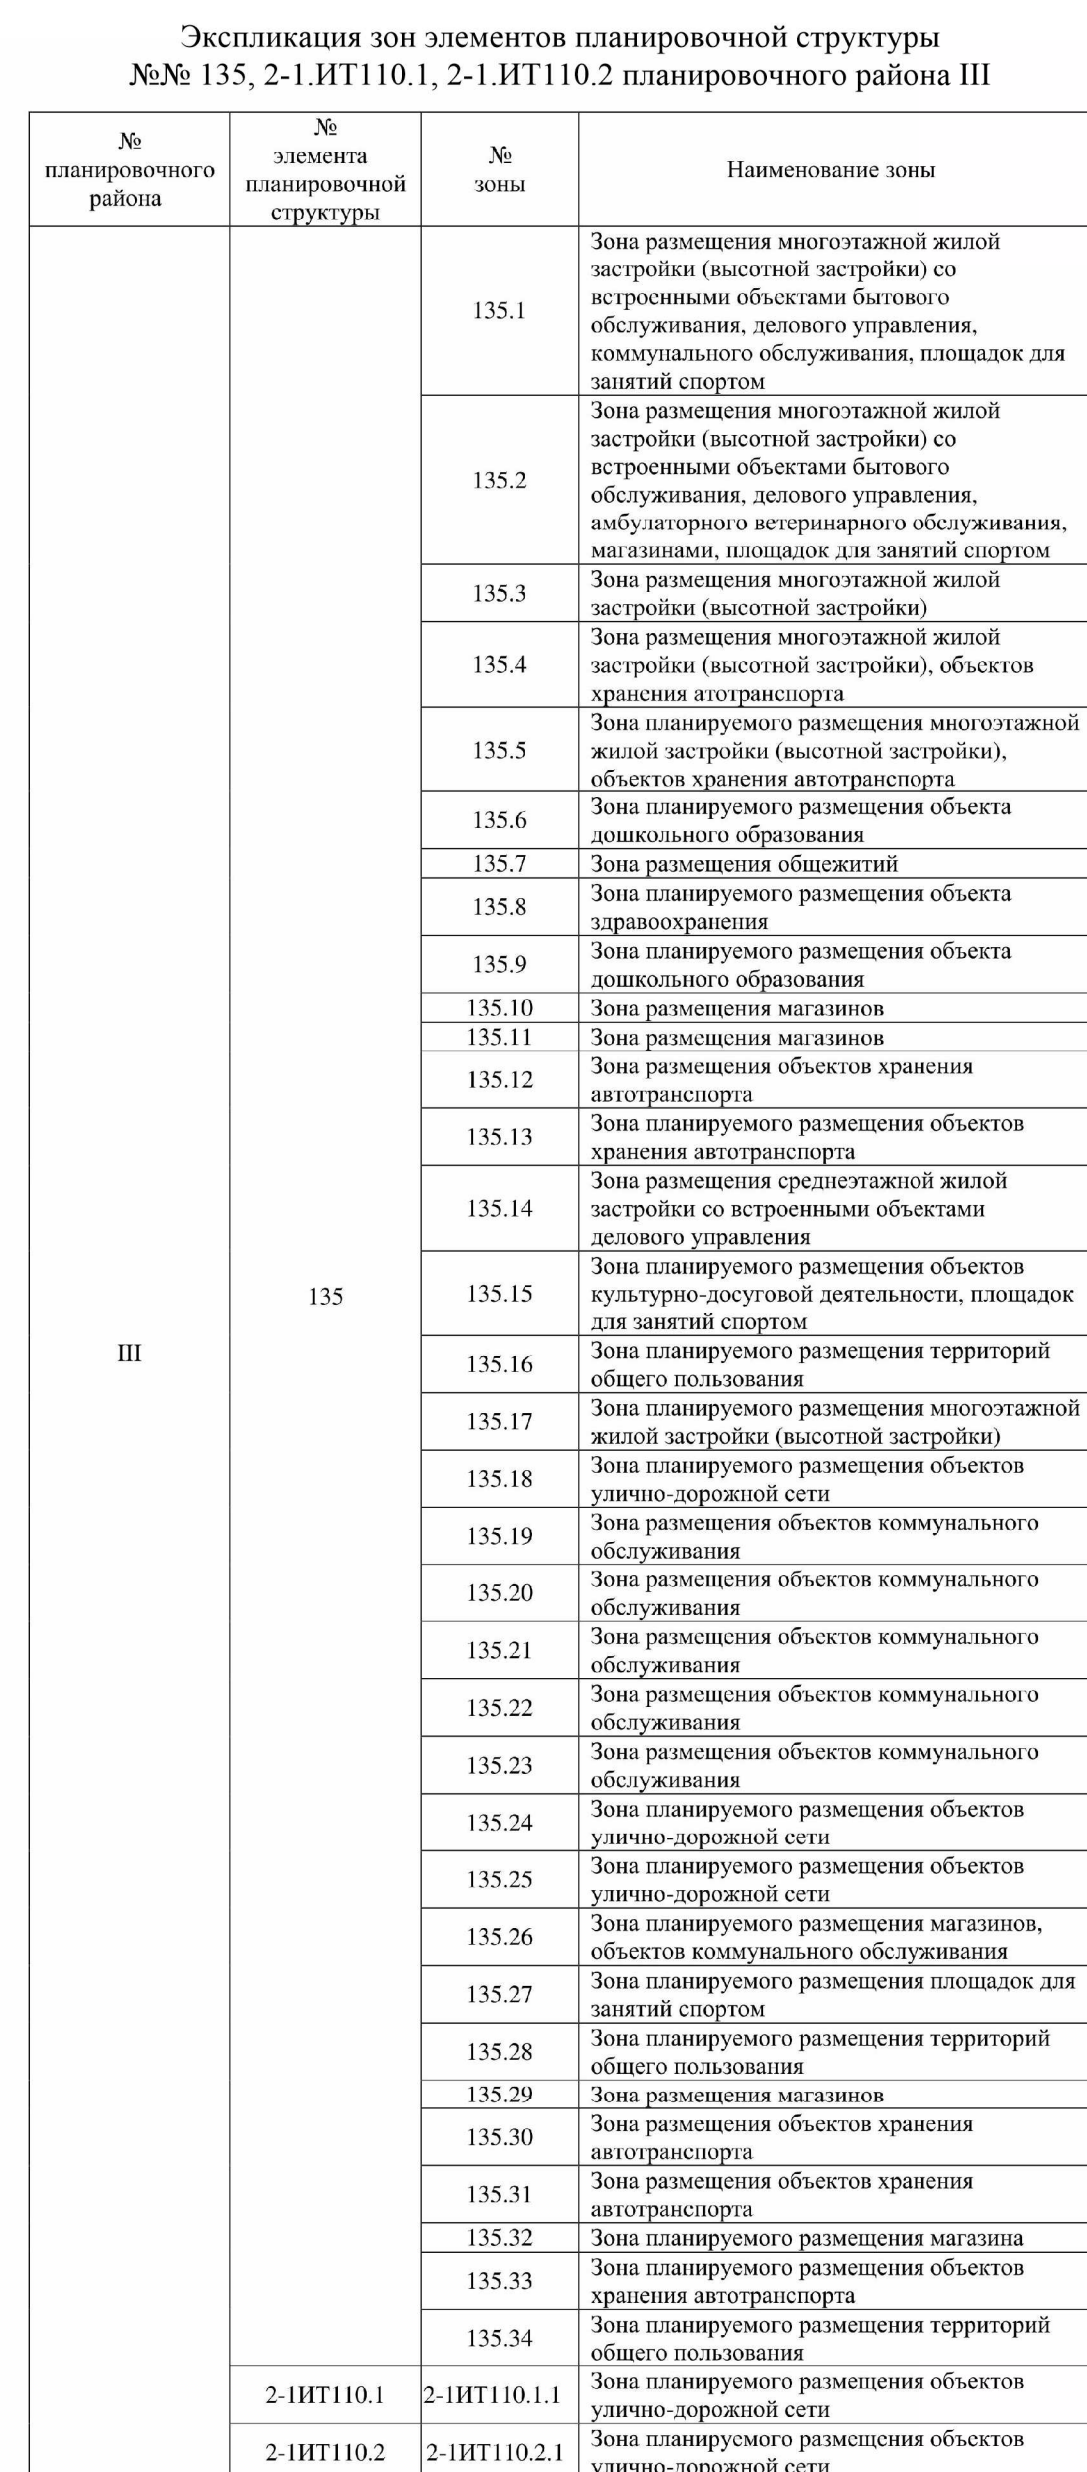 Экспликация зон элементов планировочной структуры
№№ 135, 2-1.ИТ110.1, 2-1.ИТ110.2 планировочного района III
№
планировочного
района
№
элемента
планировочной
структуры
№
зоны
Наименование зоны
III
135
135.1
Зона размещения многоэтажной жилой
застройки (высотной застройки) со
встроенными объектами бытового
обслуживания, делового управления,
коммунального обслуживания, площадок для
занятий спортом
135.2
Зона размещения многоэтажной жилой
застройки (высотной застройки) со
встроенными объектами бытового
обслуживания, делового управления,
амбулаторного ветеринарного обслуживания,
магазинами, площадок для занятий спортом
135.3
Зона размещения многоэтажной жилой
застройки (высотной застройки)
135.4
Зона размещения многоэтажной жилой
застройки (высотной застройки), объектов
хранения атотранспорта
135.5
Зона планируемого размещения многоэтажной
жилой застройки (высотной застройки),
объектов хранения автотранспорта
135.6
Зона планируемого размещения объекта
дошкольного образования
135.7
Зона размещения общежитий
135.8
Зона планируемого размещения объекта
здравоохранения
135.9
Зона планируемого размещения объекта
дошкольного образования
135.10
Зона размещения магазинов
135.11
Зона размещения магазинов
135.12
Зона размещения объектов хранения
автотранспорта
135.13
Зона планируемого размещения объектов
хранения автотранспорта
135.14
Зона размещения среднеэтажной жилой
застройки со встроенными объектами
делового управления
135.15
Зона планируемого размещения объектов
культурно-досуговой деятельности, площадок
для занятий спортом
135.16
Зона планируемого размещения территорий
общего пользования
135.17
Зона планируемого размещения многоэтажной
жилой застройки (высотной застройки)
135.18
Зона планируемого размещения объектов
улично-дорожной сети
135.19
Зона размещения объектов коммунального
обслуживания
135.20
Зона размещения объектов коммунального
обслуживания
135.21
Зона размещения объектов коммунального
обслуживания
135.22
Зона размещения объектов коммунального
обслуживания
135.23
Зона размещения объектов коммунального
обслуживания
135.24
Зона планируемого размещения объектов
улично-дорожной сети
135.25
Зона планируемого размещения объектов
улично-дорожной сети
135.26
Зона планируемого размещения магазинов,
объектов коммунального обслуживания
135.27
Зона планируемого размещения площадок для
занятий спортом
135.28
Зона планируемого размещения территорий
общего пользования
135.29
Зона размещения магазинов
135.30
Зона размещения объектов хранения
автотранспорта
135.31
Зона размещения объектов хранения
автотранспорта
135.32
Зона планируемого размещения магазина
135.33
Зона планируемого размещения объектов
хранения автотранспорта
135.34
Зона планируемого размещения территорий
общего пользования
2-1ИТ110.1
2-1ИТ110.1.1
Зона планируемого размещения объектов
улично-дорожной сети
2-1ИТ110.2
2-1ИТ110.2.1
Зона планируемого размещения объектов
улично-дорожной сети